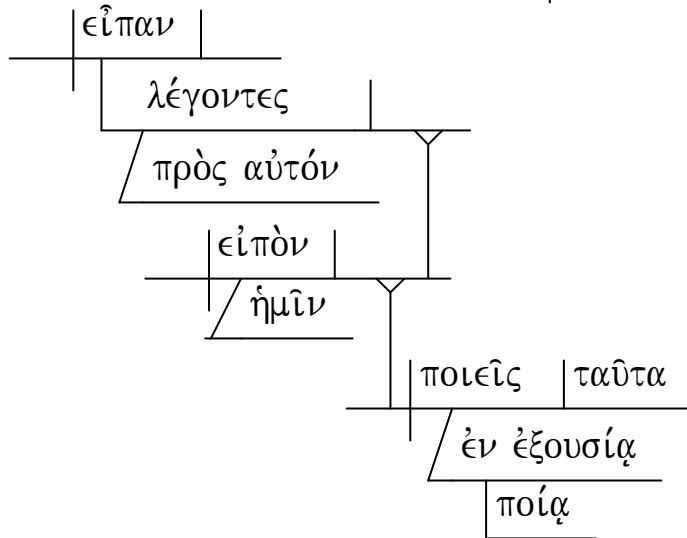 εἶπαν
λέγοντες
πρὸς αὐτόν
εἰπὸν
ἡμῖν
ποιεῖς ταῦτα
ἐν ἐξουσίᾳ
ποίᾳ